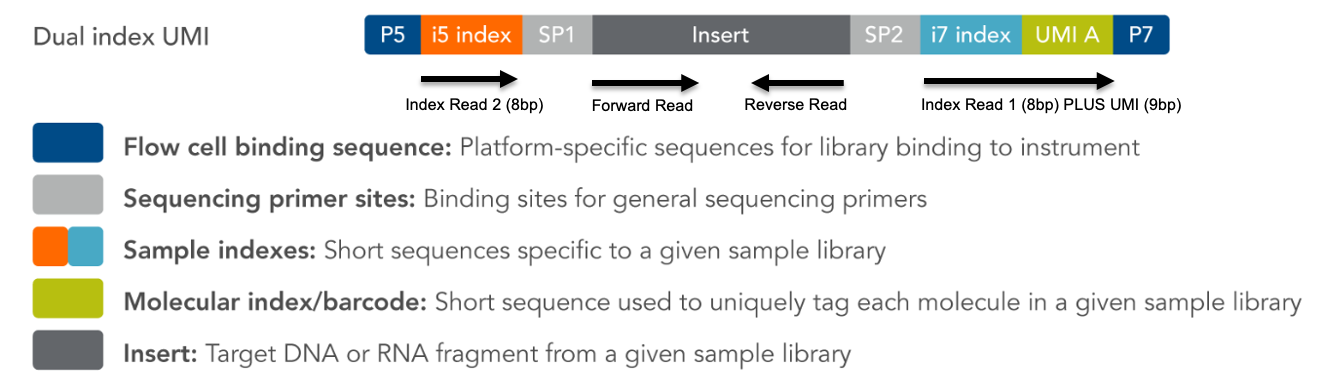 Dual index UMI
P5 i5 index SP1 Insert SP2 i7 index UMI A P7
Index Read 2 (8bp) Forward Read Reverse Read Index Read 1 (8bp) PLUS UMI (9bp)
Flow cell binding sequence: Platform-specific sequences for library binding to instrument
Sequencing primer sites: Binding sites for general sequencing primers
Sample indexes: Short sequences specific to a given sample library
Molecular index/barcode: Short sequence used to uniquely tag each molecule in a given sample library
Insert: Target DNA or RNA fragment from a given sample library